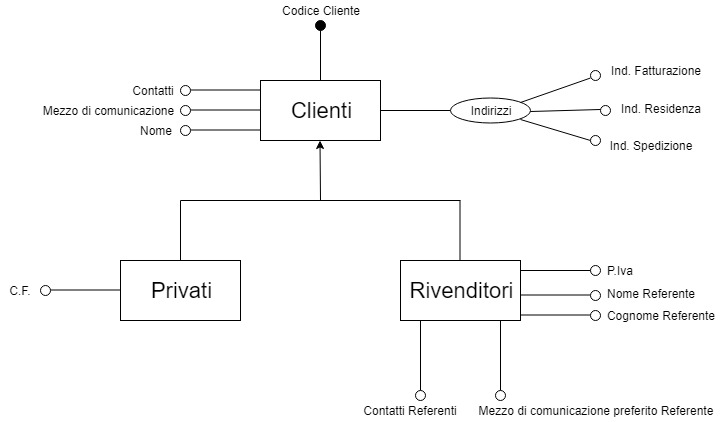 Codice Cliente
Contatti
Mezzo di comunicazione
Nome
Clienti
Indirizzi
Ind. Fatturazione
Ind. Residenza
Ind. Spedizione
C.F.
Privati
Rivenditori
P.Iva
Nome Referente
Cognome Referente
Contatti Referenti
Mezzo di comunicazione preferito Referente